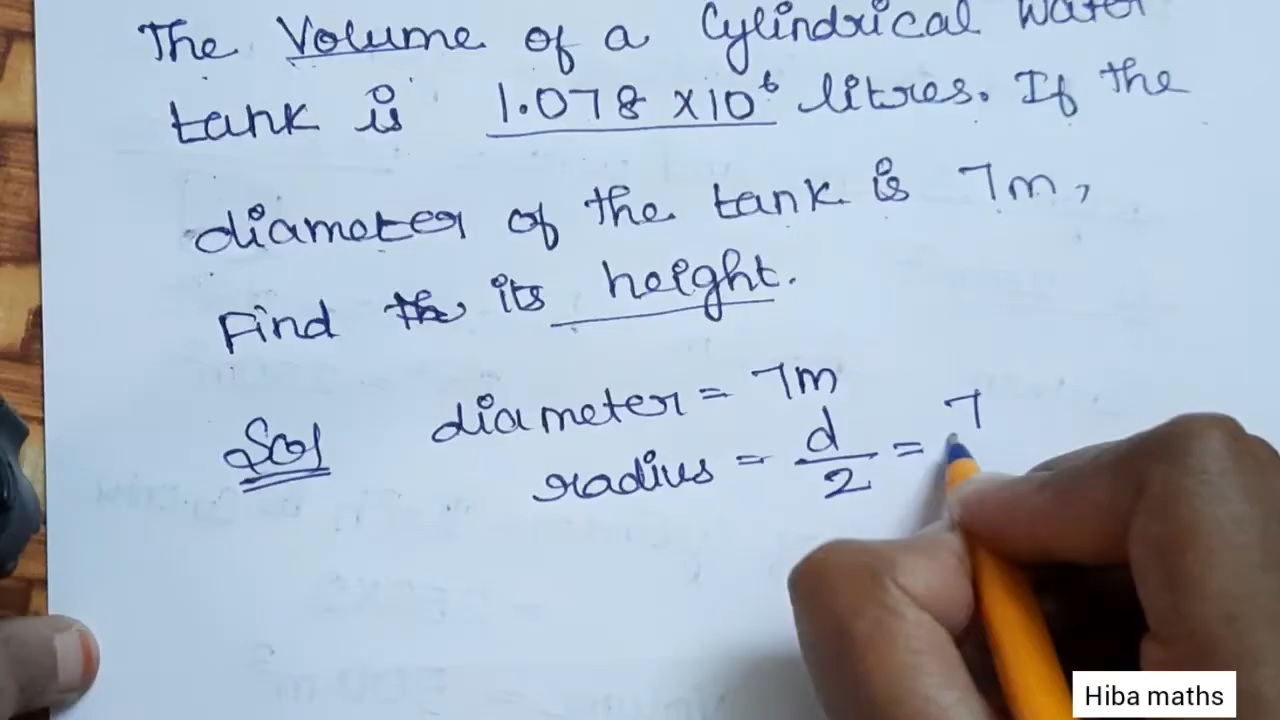 The Volume of a Cylindrical Water
tank is 1.078 ×10⁶ litres. If the
diameter of the tank is 7m,
Find its height.
Sol diameter = 7m
radius = d/2 = 7
Hiba maths